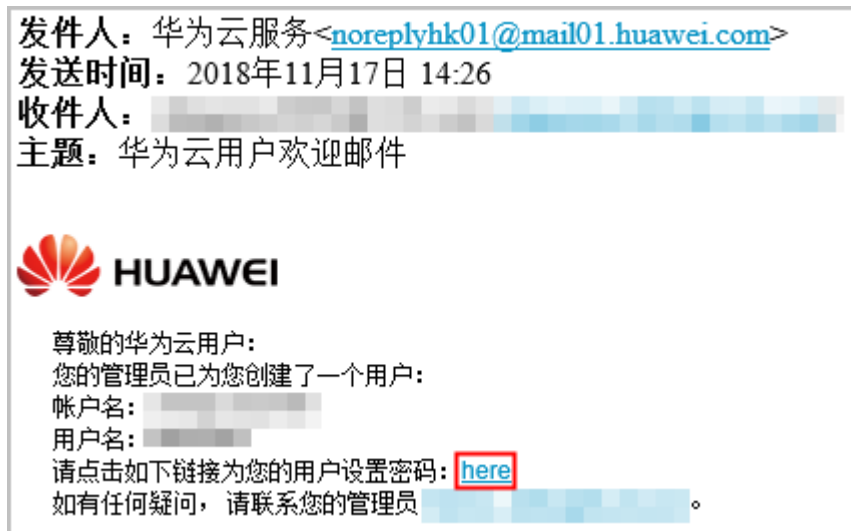 发件人：华为云服务<noreplyhk01@mail01.huawei.com>
发送时间：2018年11月17日 14:26
收件人：
主题：华为云用户欢迎邮件
HUAWEI
尊敬的华为云用户：
您的管理员已为您创建了一个用户：
帐户名：
用户名：
请点击如下链接为您的用户设置密码：here
如有任何疑问，请联系您的管理员 。